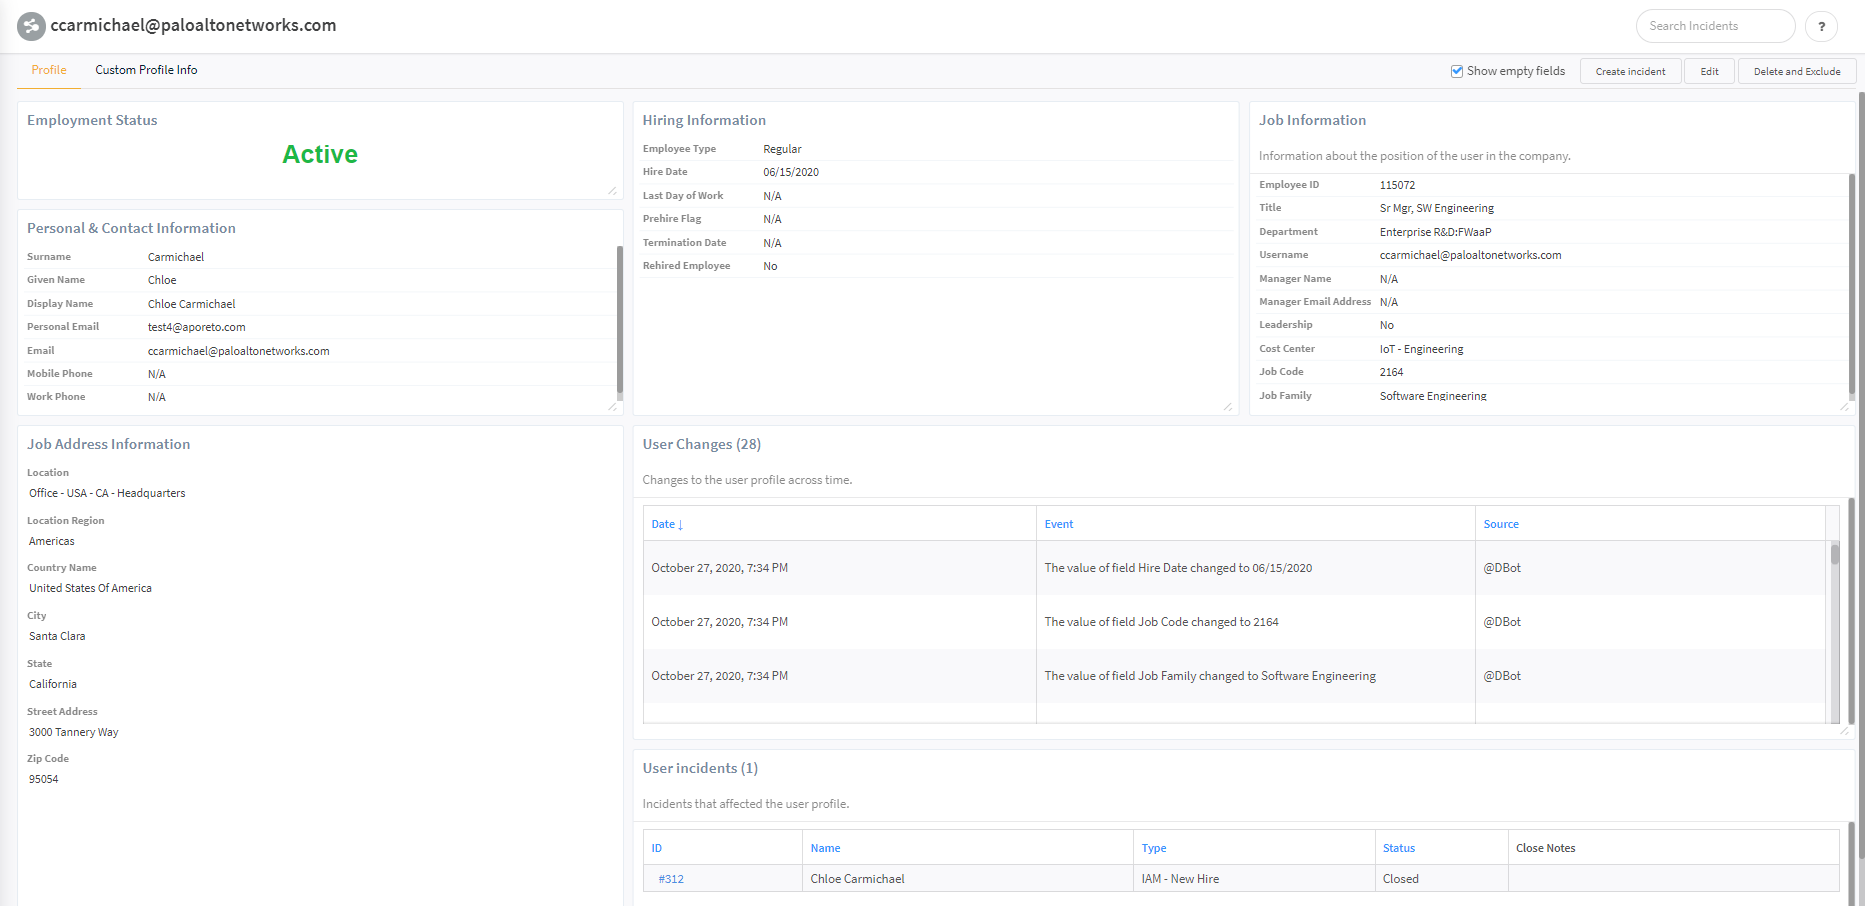 ccarmichael@paloaltonetworks.com
Search Incidents
?
Profile
Custom Profile Info
Show empty fields
Create incident
Edit
Delete and Exclude
Employment Status
Active
Personal & Contact Information
Surname Carmichael
Given Name Chloe
Display Name Chloe Carmichael
Personal Email test4@aporeto.com
Email ccarmichael@paloaltonetworks.com
Mobile Phone N/A
Work Phone N/A
Hiring Information
Employee Type Regular
Hire Date 06/15/2020
Last Day of Work N/A
Prehire Flag N/A
Termination Date N/A
Rehired Employee No
Job Information
Information about the position of the user in the company.
Employee ID 115072
Title Sr Mgr, SW Engineering
Department Enterprise R&D:FWaaP
Username ccarmichael@paloaltonetworks.com
Manager Name N/A
Manager Email Address N/A
Leadership No
Cost Center IoT - Engineering
Job Code 2164
Job Family Software Engineering
Job Address Information
Location
Office - USA - CA - Headquarters
Location Region
Americas
Country Name
United States Of America
City
Santa Clara
State
California
Street Address
3000 Tannery Way
Zip Code
95054
User Changes (28)
Changes to the user profile across time.
Date ↓ Event Source
October 27, 2020, 7:34 PM The value of field Hire Date changed to 06/15/2020 @DBot
October 27, 2020, 7:34 PM The value of field Job Code changed to 2164 @DBot
October 27, 2020, 7:34 PM The value of field Job Family changed to Software Engineering @DBot
User incidents (1)
Incidents that affected the user profile.
ID Name Type Status Close Notes
#312 Chloe Carmichael IAM - New Hire Closed